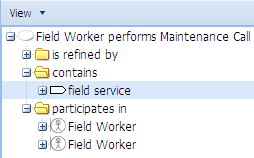 View
Field Worker performs Maintenance Call
is refined by
contains
field service
participates in
Field Worker
Field Worker